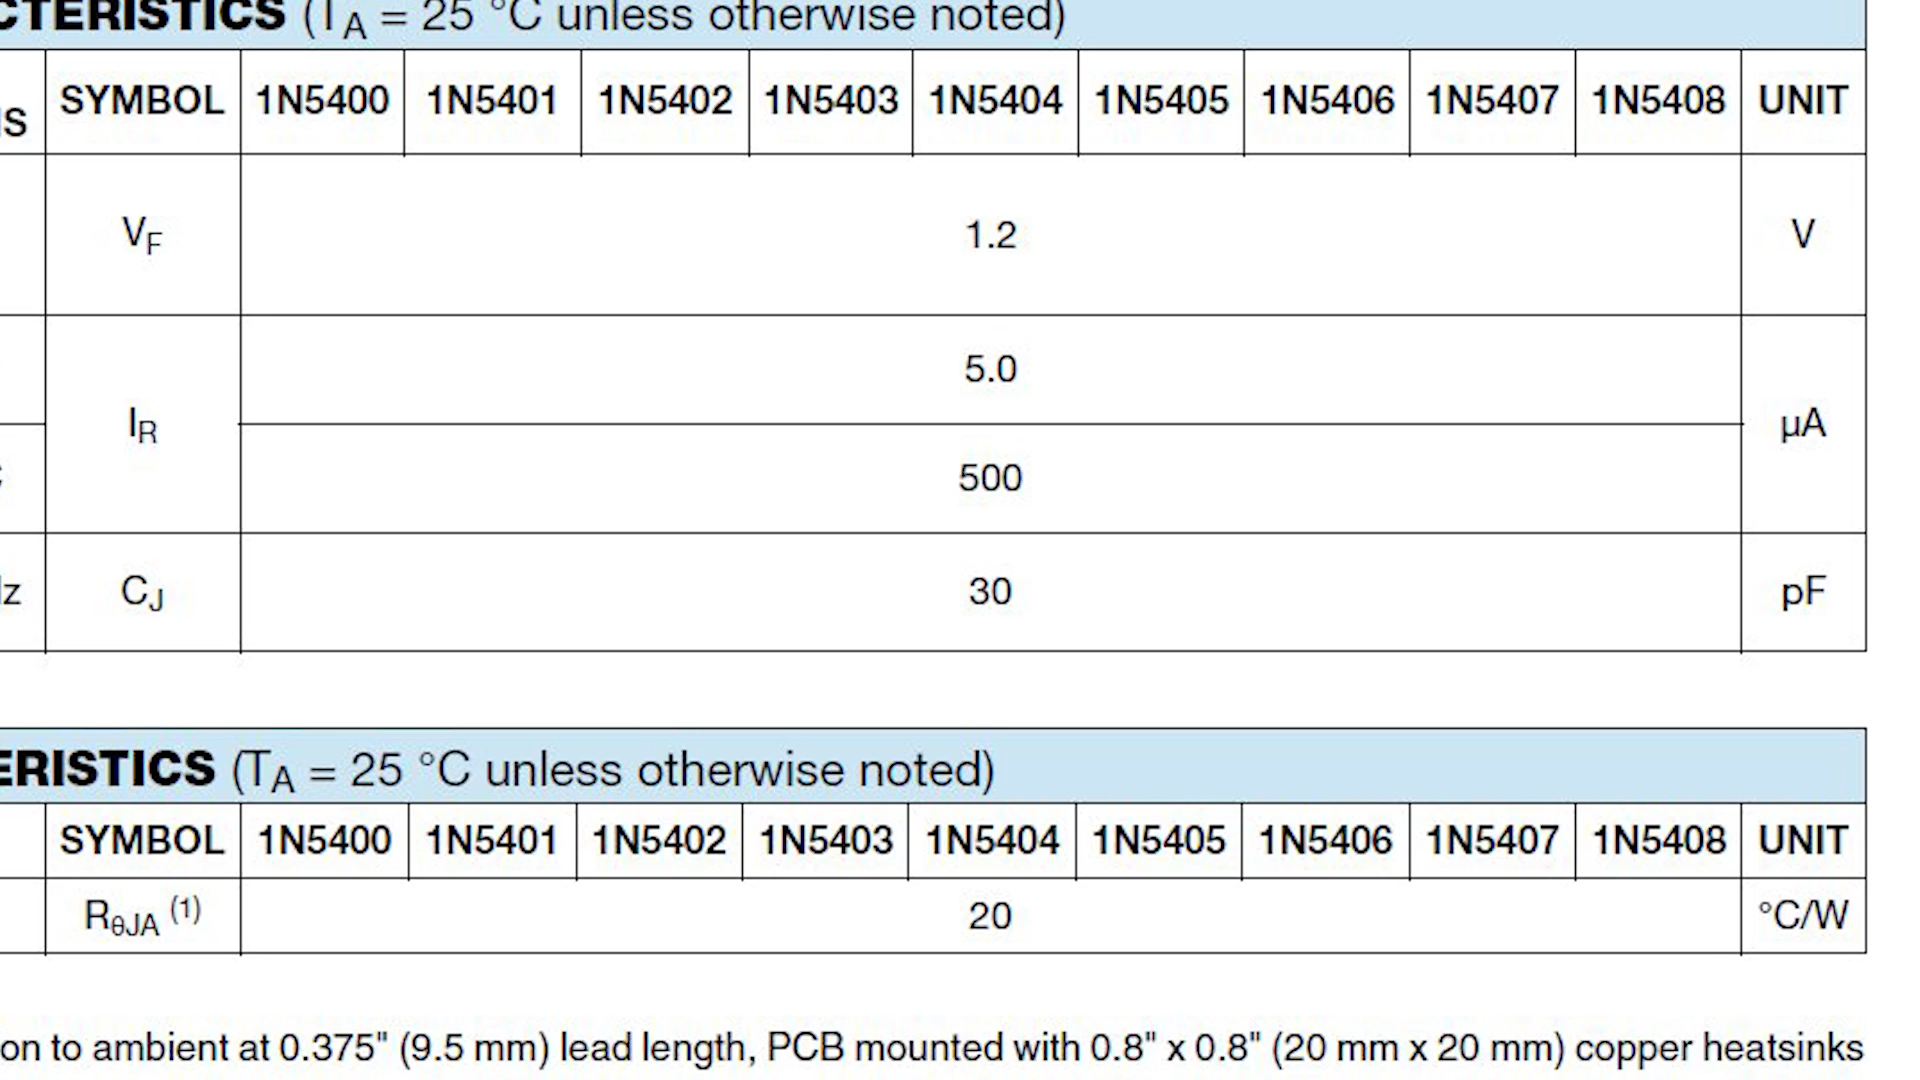 CTERISTICS (TA = 25 °C unless otherwise noted)
SYMBOL 1N5400 1N5401 1N5402 1N5403 1N5404 1N5405 1N5406 1N5407 1N5408 UNIT
VF 1.2 V
5.0
IR µA
500
CJ 30 pF
ERISTICS (TA = 25 °C unless otherwise noted)
SYMBOL 1N5400 1N5401 1N5402 1N5403 1N5404 1N5405 1N5406 1N5407 1N5408 UNIT
RθJA (1) 20 °C/W
on to ambient at 0.375" (9.5 mm) lead length, PCB mounted with 0.8" x 0.8" (20 mm x 20 mm) copper heatsinks